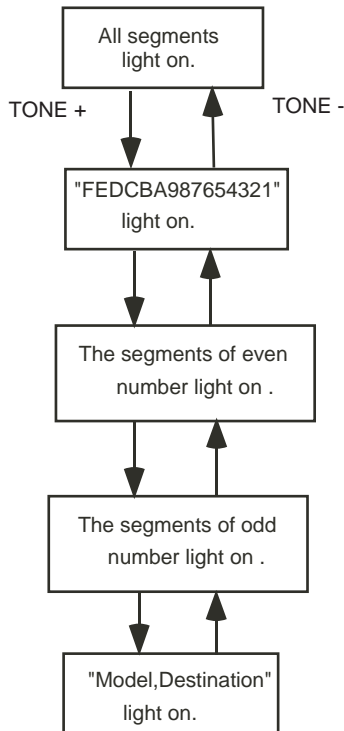 All segments
light on.
TONE +
TONE -
"FEDCBA987654321"
light on.
The segments of even
number light on .
The segments of odd
number light on .
"Model,Destination"
light on.